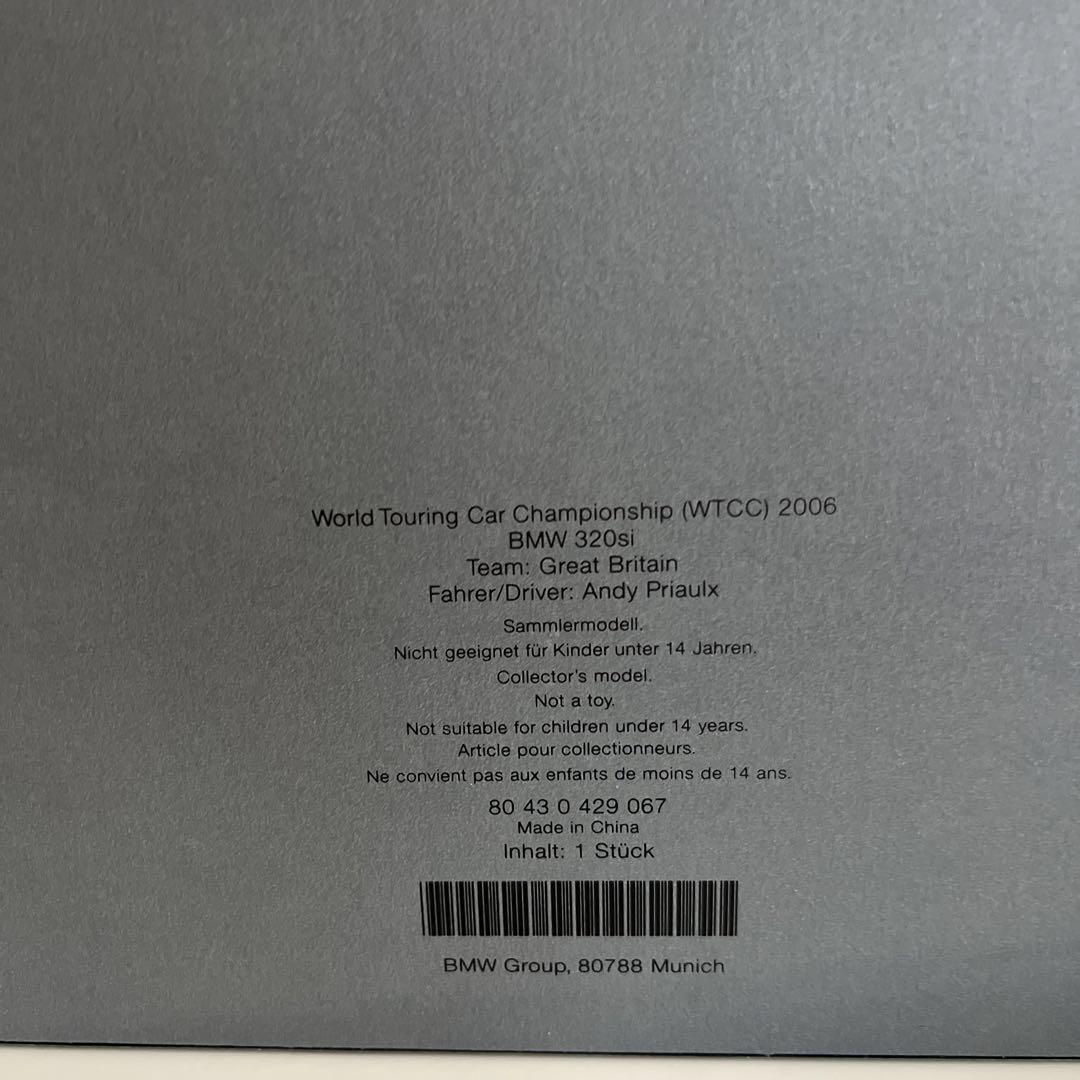 World Touring Car Championship (WTCC) 2006
BMW 320si
Team: Great Britain
Fahrer/Driver: Andy Priaulx
Sammlermodell.
Nicht geeignet für Kinder unter 14 Jahren.
Collector's model.
Not a toy.
Not suitable for children under 14 years.
Article pour collectionneurs.
Ne convient pas aux enfants de moins de 14 ans.
80 43 0 429 067
Made in China
Inhalt: 1 Stück
BMW Group, 80788 Munich